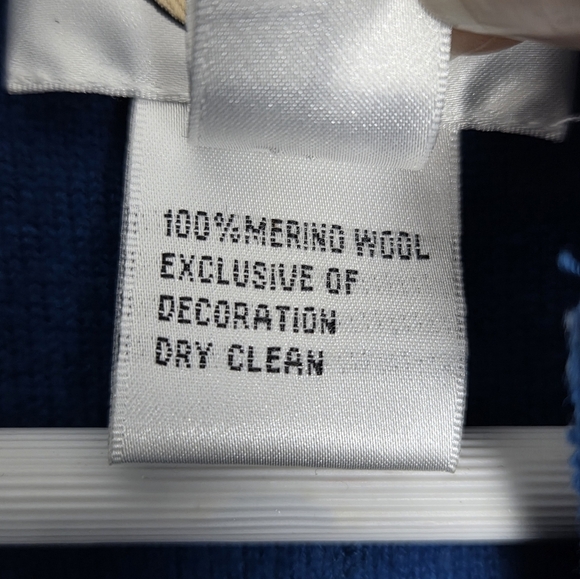 100% MERINO WOOL
EXCLUSIVE OF
DECORATION
DRY CLEAN